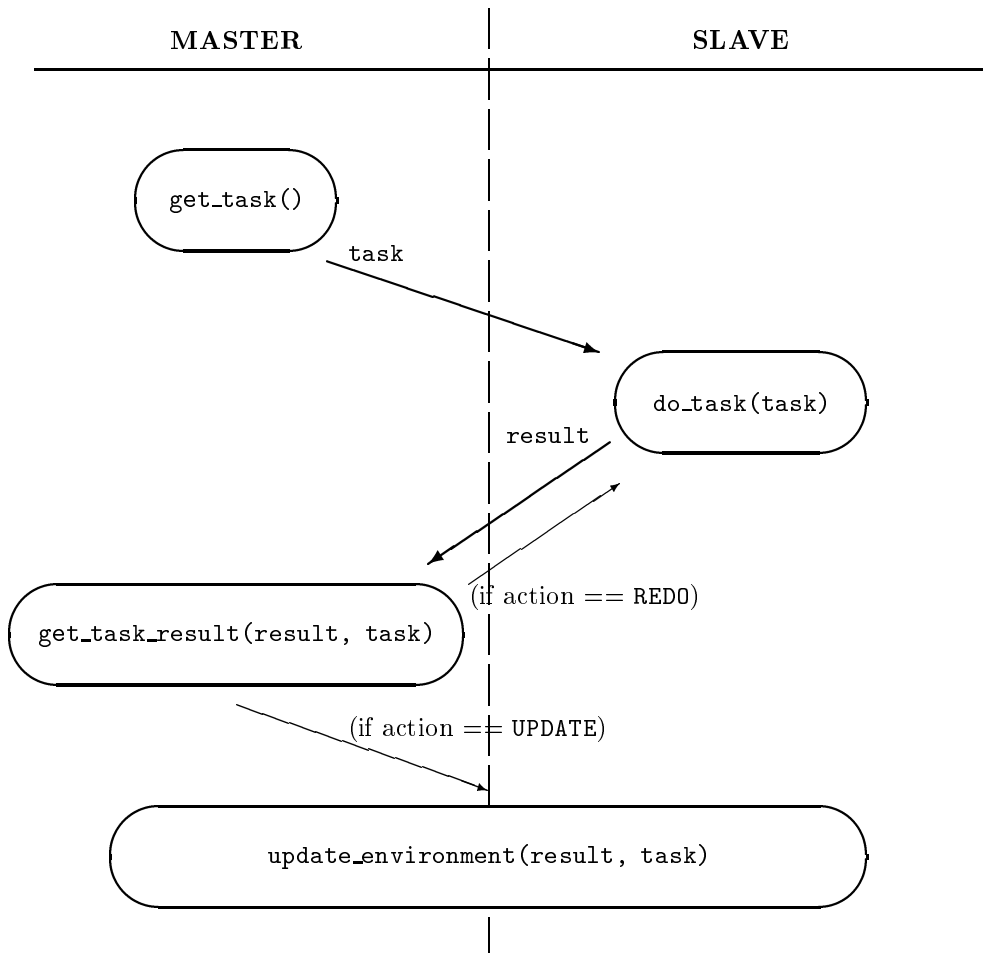 MASTER
SLAVE
get_task()
task
do_task(task)
result
(if action == REDO)
get_task_result(result, task)
(if action == UPDATE)
update_environment(result, task)